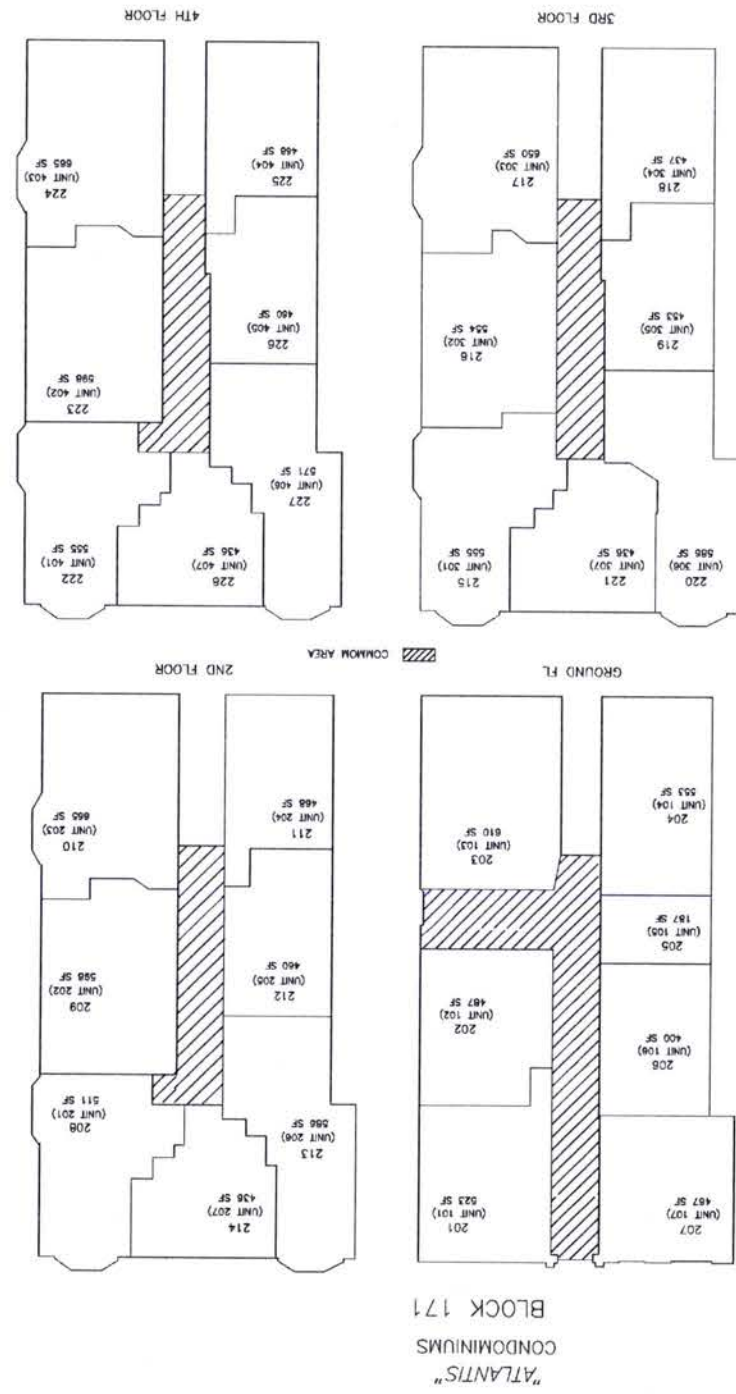 "ATLANTIS"
CONDOMINIUMS
BLOCK 171
207
(UNIT 107)
467 SF
201
(UNIT 101)
523 SF
206
(UNIT 106)
400 SF
202
(UNIT 102)
487 SF
205
(UNIT 105)
187 SF
204
(UNIT 104)
553 SF
203
(UNIT 103)
610 SF
GROUND FL
214
(UNIT 207)
436 SF
213
(UNIT 206)
586 SF
208
(UNIT 201)
511 SF
212
(UNIT 205)
460 SF
209
(UNIT 202)
598 SF
211
(UNIT 204)
468 SF
210
(UNIT 203)
665 SF
2ND FLOOR
COMMOM AREA
220
(UNIT 306)
586 SF
221
(UNIT 307)
436 SF
215
(UNIT 301)
555 SF
219
(UNIT 305)
453 SF
216
(UNIT 302)
554 SF
218
(UNIT 304)
437 SF
217
(UNIT 303)
650 SF
3RD FLOOR
227
(UNIT 406)
571 SF
228
(UNIT 407)
436 SF
222
(UNIT 401)
555 SF
226
(UNIT 405)
460 SF
223
(UNIT 402)
598 SF
225
(UNIT 404)
468 SF
224
(UNIT 403)
665 SF
4TH FLOOR